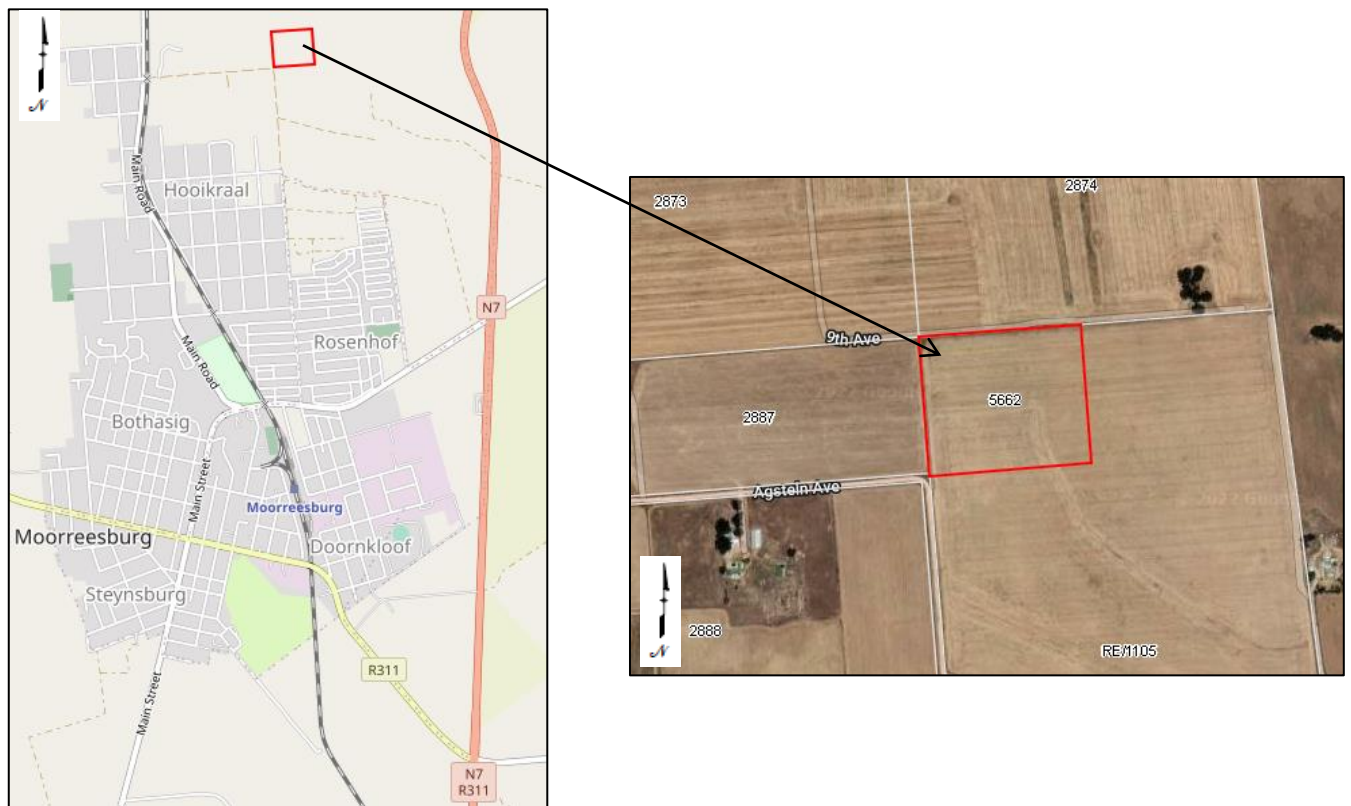 N
Hooikraal
Main Road
N7
Rosenhof
Main Road
Bothasig
Main Street
Moorreesburg
Moorreesburg
Doornkloof
Steynsburg
R311
Main Street
N7
R311
2873
2874
9th Ave
2887
5662
Agstein Ave
N
2888
RE/1105